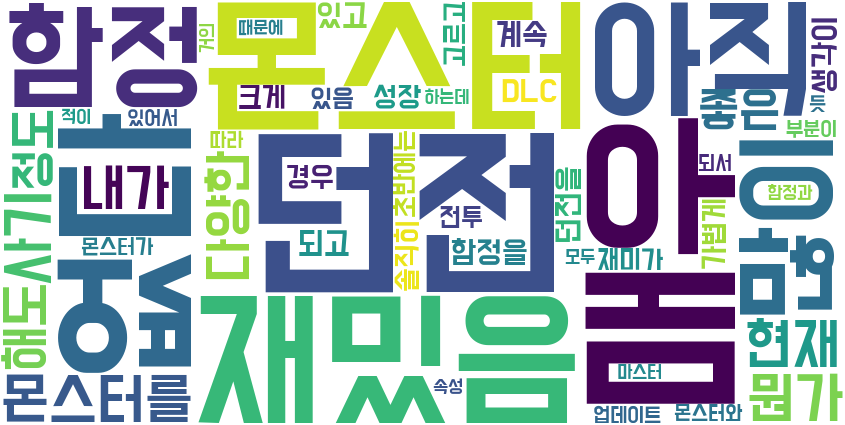 함정
몬스터
아직
거의
때문에
있고
고르고
계속
생각이
크게
있음
성장
하는데
DLC
좋은
듯
적이
있어서
정도
부분이
내가
따라
다양한
경우
던전
초반에는
솔직히
전투
던전을
되서
함정과
가볍게
몬스터가
되고
함정을
모두
재미가
해도
사기
재밌음
현재
마스터
몬스터를
속성
업데이트
몬스터와
뭔가